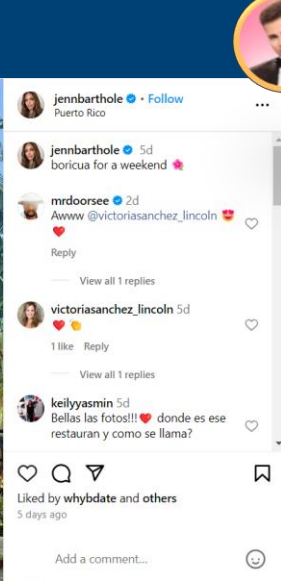 jennbarthole • Follow
Puerto Rico
...
jennbarthole 5d
boricua for a weekend
mrdoorsee 2d
Awww @victoriasanchez_lincoln
Reply
View all 1 replies
victoriasanchez_lincoln 5d
1 like Reply
View all 1 replies
keilyyasmin 5d
Bellas las fotos!!! donde es ese
restauran y como se llama?
Liked by whybdate and others
5 days ago
Add a comment...